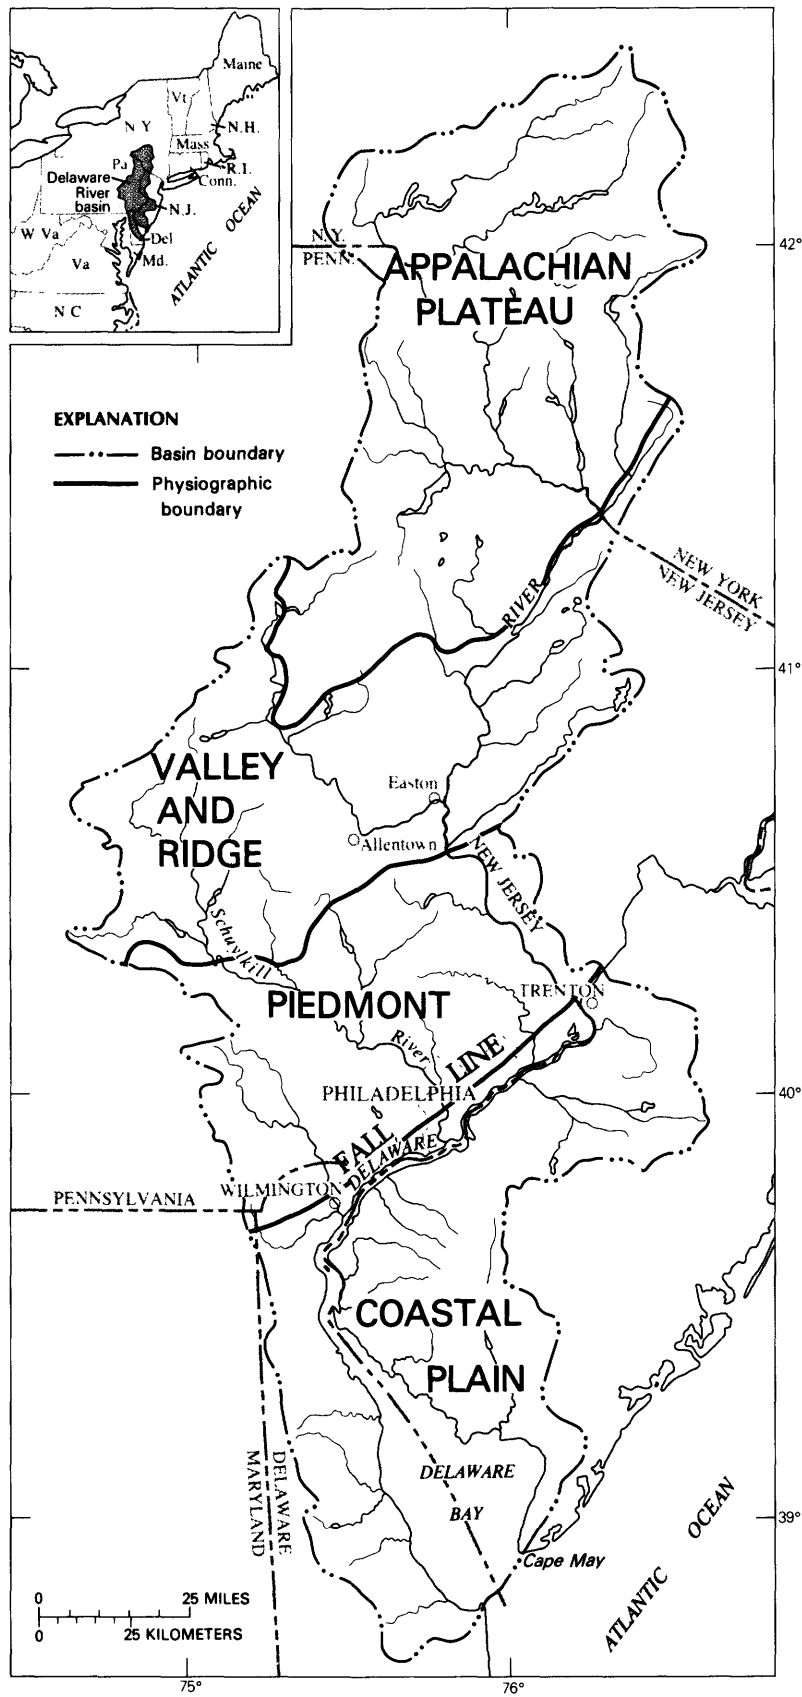 Maine
Vt
N Y
N.H.
Mass
Pa
R.I.
Conn.
Delaware
River
basin
N.J.
Del
W Va
Md.
Va
N C
ATLANTIC OCEAN
N.Y.
PENN.
42°
APPALACHIAN
PLATEAU
EXPLANATION
Basin boundary
Physiographic
boundary
NEW YORK
NEW JERSEY
RIVER
41°
VALLEY
AND
RIDGE
Easton
Allentown
NEW JERSEY
Schuylkill
PIEDMONT
TRENTON
River
LINE
PHILADELPHIA
40°
FALL
DELAWARE
WILMINGTON
PENNSYLVANIA
COASTAL
PLAIN
DELAWARE
MARYLAND
DELAWARE
BAY
39°
Cape May
ATLANTIC OCEAN
0 25 MILES
0 25 KILOMETERS
75° 76°